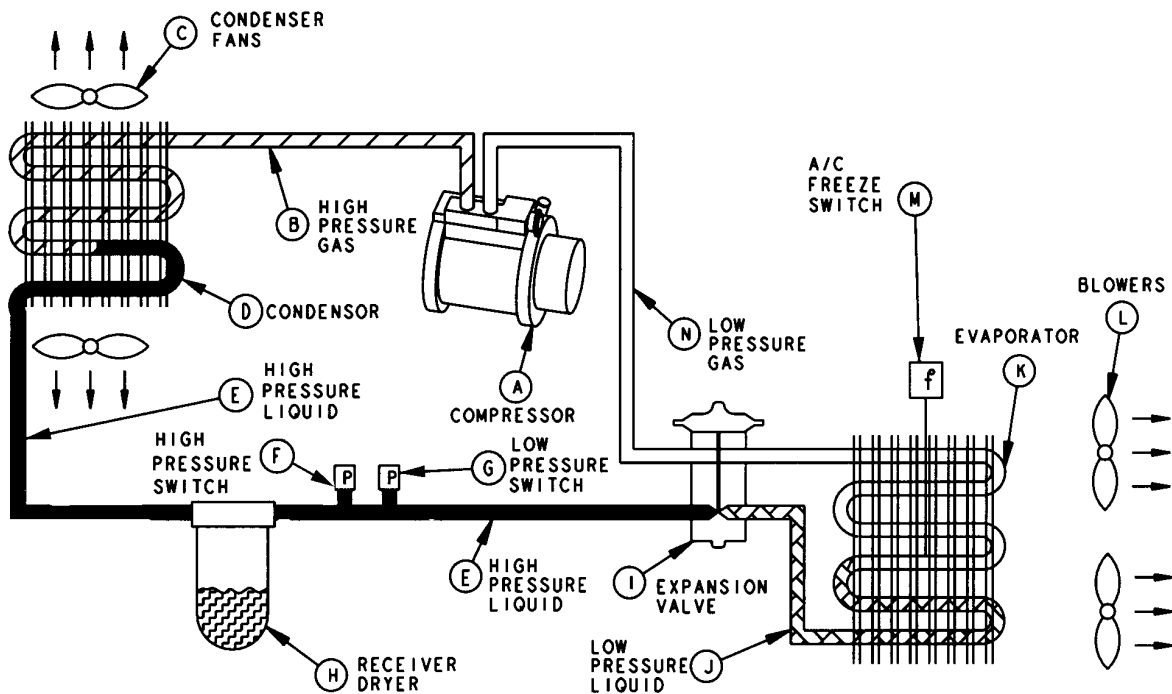 C
CONDENSER
FANS
B
HIGH
PRESSURE
GAS
A/C
FREEZE
SWITCH
M
D
CONDENSOR
N
LOW
PRESSURE
GAS
BLOWERS
L
EVAPORATOR
K
A
COMPRESSOR
E
HIGH
PRESSURE
LIQUID
f
HIGH
PRESSURE
SWITCH
F
P
P
G
LOW
PRESSURE
SWITCH
E
HIGH
PRESSURE
LIQUID
I
EXPANSION
VALVE
H
RECEIVER
DRYER
LOW
PRESSURE
LIQUID
J